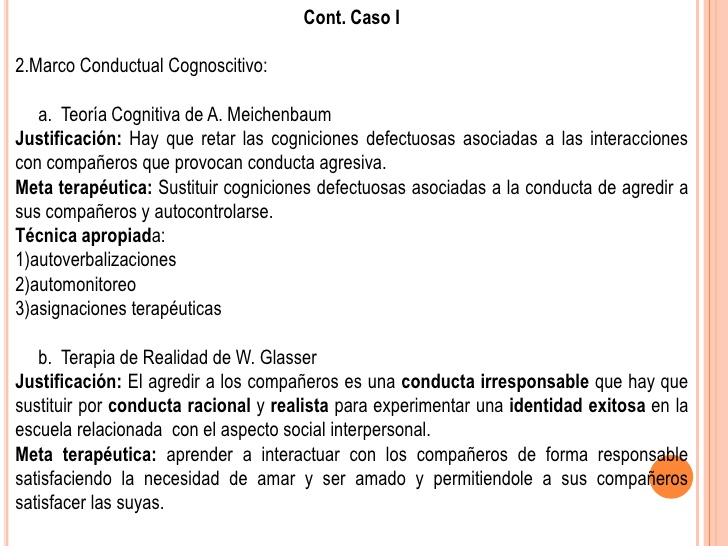 Cont. Caso I
2.Marco Conductual Cognoscitivo:
a. Teoría Cognitiva de A. Meichenbaum
Justificación: Hay que retar las cogniciones defectuosas asociadas a las interacciones
con compañeros que provocan conducta agresiva.
Meta terapéutica: Sustituir cogniciones defectuosas asociadas a la conducta de agredir a
sus compañeros y autocontrolarse.
Técnica apropiada:
1)autoverbalizaciones
2)automonitoreo
3)asignaciones terapéuticas
b. Terapia de Realidad de W. Glasser
Justificación: El agredir a los compañeros es una conducta irresponsable que hay que
sustituir por conducta racional y realista para experimentar una identidad exitosa en la
escuela relacionada con el aspecto social interpersonal.
Meta terapéutica: aprender a interactuar con los compañeros de forma responsable
satisfaciendo la necesidad de amar y ser amado y permitiendole a sus compañeros
satisfacer las suyas.